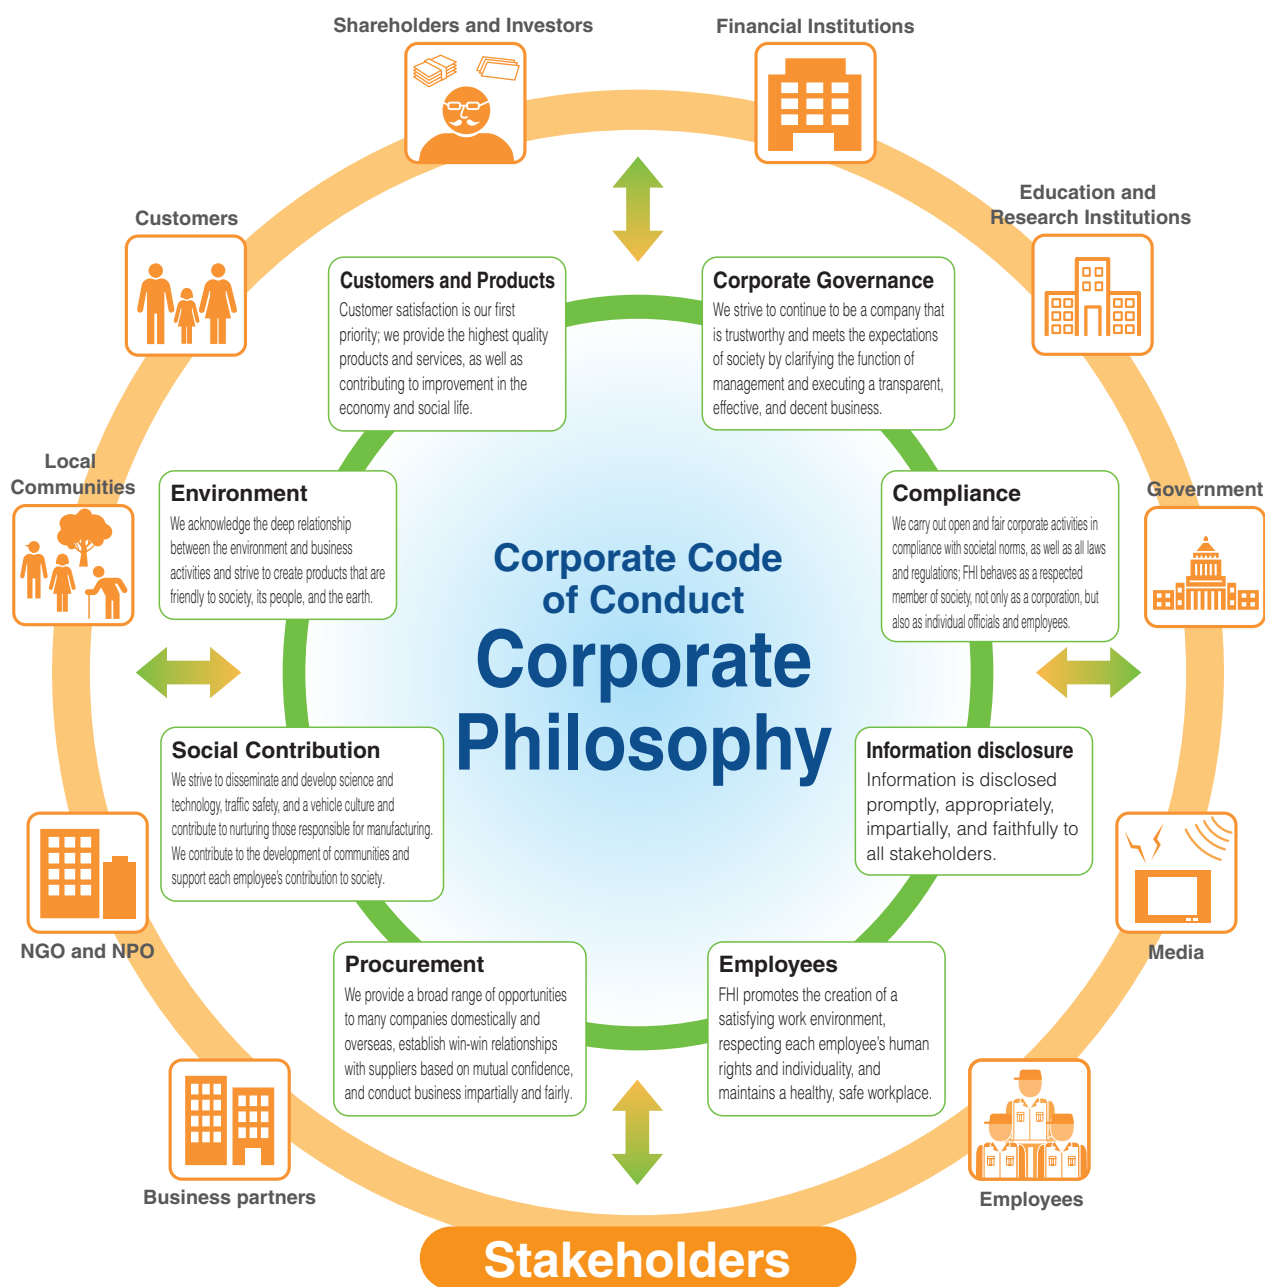 Shareholders and Investors
Financial Institutions
Customers
Education and
Research Institutions
Customers and Products
Customer satisfaction is our first
priority; we provide the highest quality
products and services, as well as
contributing to improvement in the
economy and social life.
Corporate Governance
We strive to continue to be a company that
is trustworthy and meets the expectations
of society by clarifying the function of
management and executing a transparent,
effective, and decent business.
Local
Communities
Environment
We acknowledge the deep relationship
between the environment and business
activities and strive to create products that are
friendly to society, its people, and the earth.
Compliance
We carry out open and fair corporate activities in
compliance with societal norms, as well as all laws
and regulations; FHI behaves as a respected
member of society, not only as a corporation, but
also as individual officials and employees.
Government
Corporate Code
of Conduct
Corporate
Philosophy
Social Contribution
We strive to disseminate and develop science and
technology, traffic safety, and a vehicle culture and
contribute to nurturing those responsible for manufacturing.
We contribute to the development of communities and
support each employee's contribution to society.
Information disclosure
Information is disclosed
promptly, appropriately,
impartially, and faithfully to
all stakeholders.
NGO and NPO
Media
Procurement
We provide a broad range of opportunities
to many companies domestically and
overseas, establish win-win relationships
with suppliers based on mutual confidence,
and conduct business impartially and fairly.
Employees
FHI promotes the creation of a
satisfying work environment,
respecting each employee's human
rights and individuality, and
maintains a healthy, safe workplace.
Business partners
Employees
Stakeholders